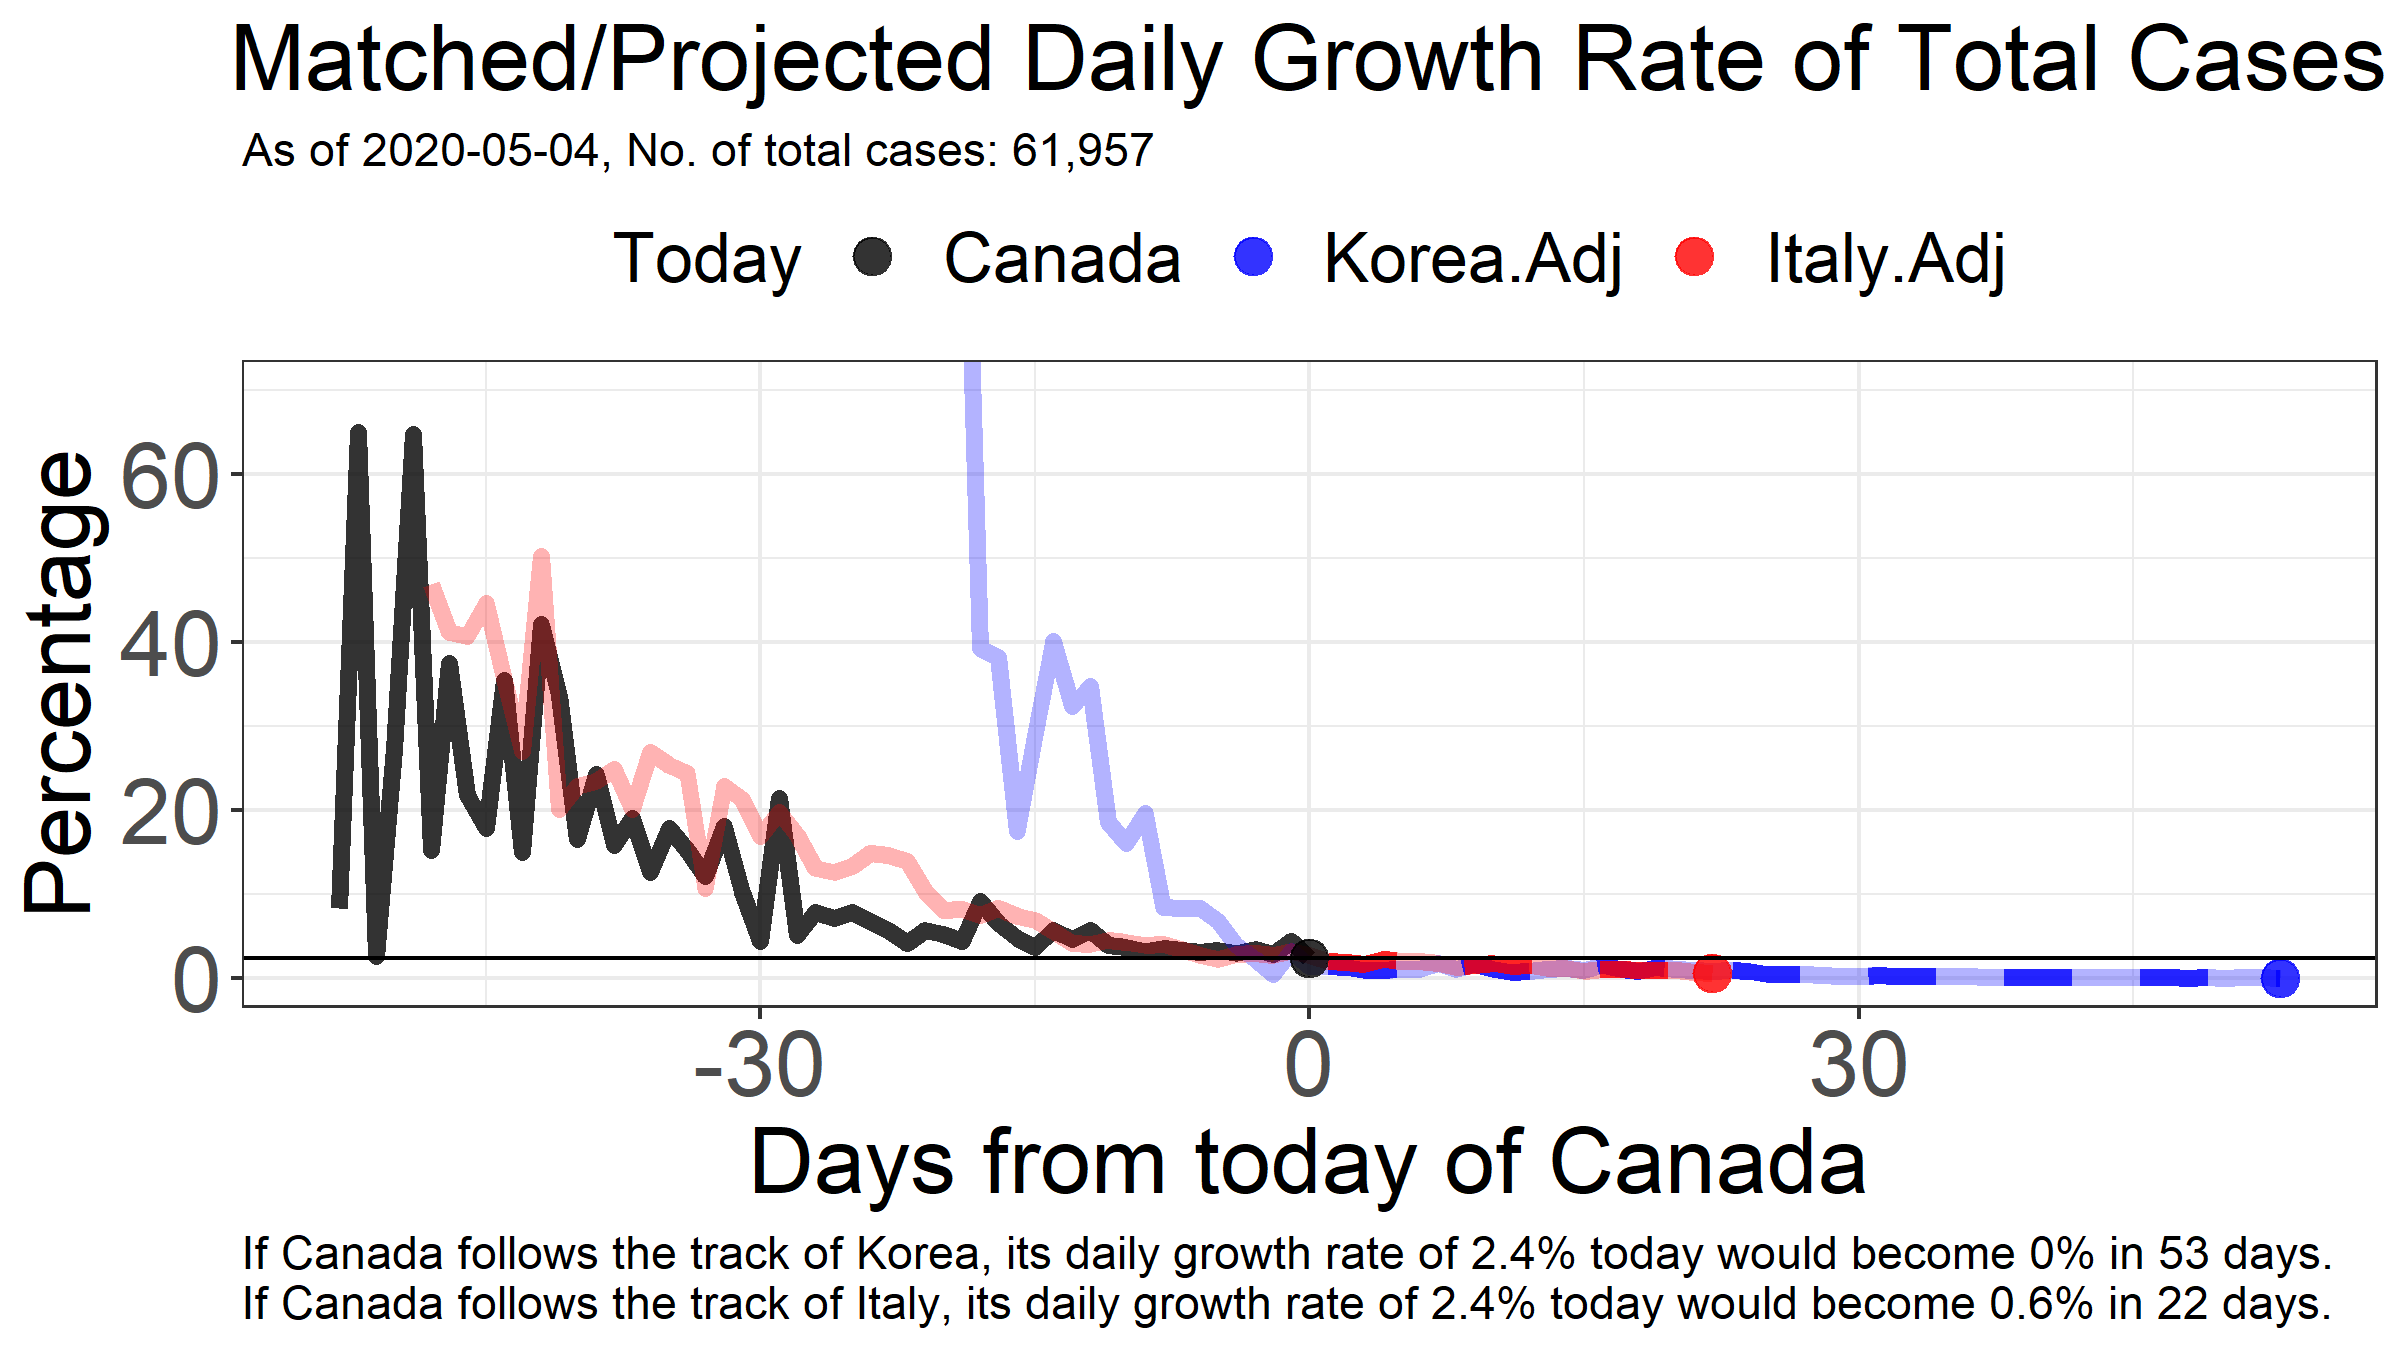 Matched/Projected Daily Growth Rate of Total Cases
As of 2020-05-04, No. of total cases: 61,957
Today Canada Korea.Adj Italy.Adj
Percentage
60
40
20
0
-30 0 30
Days from today of Canada
If Canada follows the track of Korea, its daily growth rate of 2.4% today would become 0% in 53 days.
If Canada follows the track of Italy, its daily growth rate of 2.4% today would become 0.6% in 22 days.